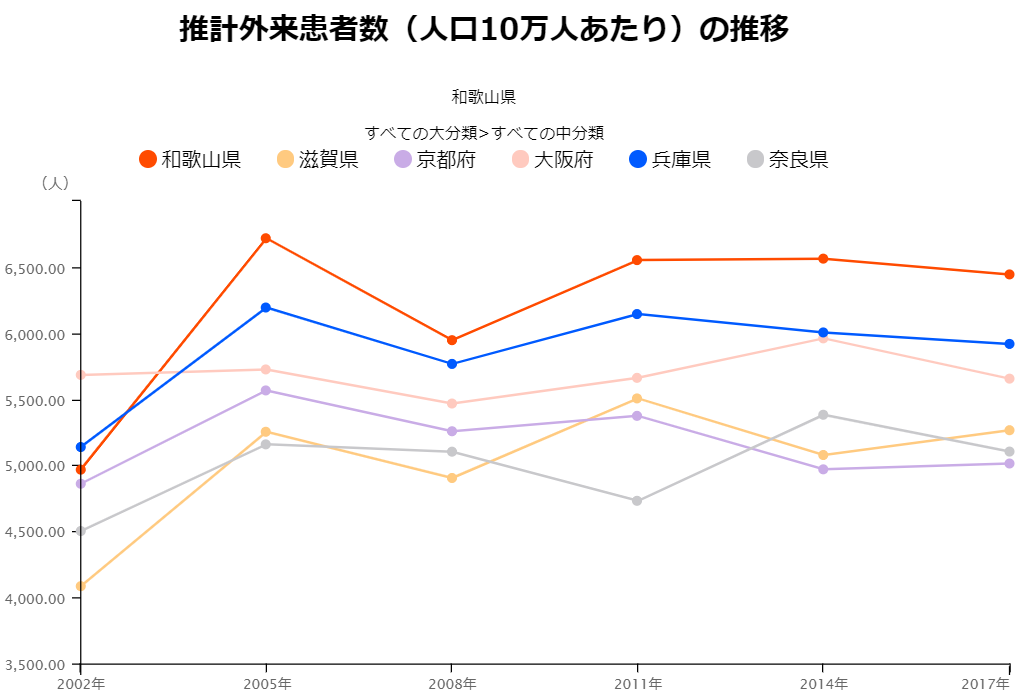 推計外来患者数（人口10万人あたり）の推移
和歌山県
すべての大分類>すべての中分類
和歌山県 滋賀県 京都府 大阪府 兵庫県 奈良県
（人）
6,500.00
6,000.00
5,500.00
5,000.00
4,500.00
4,000.00
3,500.00
2002年 2005年 2008年 2011年 2014年 2017年